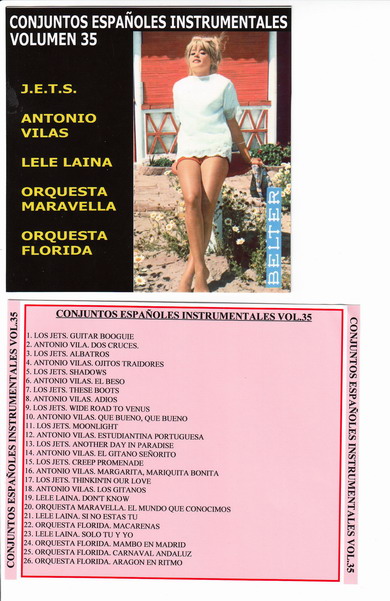 CONJUNTOS ESPAÑOLES INSTRUMENTALES
VOLUMEN 35
J.E.T.S.
ANTONIO
VILAS
LELE LAINA
ORQUESTA
MARAVELLA
ORQUESTA
FLORIDA
BELTER
CONJUNTOS ESPAÑOLES INSTRUMENTALES VOL.35
CONJUNTOS ESPAÑOLES INSTRUMENTALES VOL.35
1. LOS JETS. GUITAR BOOGUIE
2. ANTONIO VILA. DOS CRUCES.
3. LOS JETS. ALBATROS
4. ANTONIO VILAS. OJITOS TRAIDORES
5. LOS JETS. SHADOWS
6. ANTONIO VILAS. EL BESO
7. LOS JETS. THESE BOOTS
8. ANTONIO VILAS. ADIOS
9. LOS JETS. WIDE ROAD TO VENUS
10. ANTONIO VILAS. QUE BUENO, QUE BUENO
11. LOS JETS. MOONLIGHT
12. ANTONIO VILAS. ESTUDIANTINA PORTUGUESA
13. LOS JETS. ANOTHER DAY IN PARADISE
14. ANTONIO VILAS. EL GITANO SEÑORITO
15. LOS JETS. CREEP PROMENADE
16. ANTONIO VILAS. MARGARITA, MARIQUITA BONITA
17. LOS JETS. THINKIN'IN OUR LOVE
18. ANTONIO VILAS. LOS GITANOS
19. LELE LAINA. DON'T KNOW
20. ORQUESTA MARAVELLA. EL MUNDO QUE CONOCIMOS
21. LELE LAINA. SI NO ESTAS TU
22. ORQUESTA FLORIDA. MACARENAS
23. LELE LAINA. SOLO TU Y YO
24. ORQUESTA FLORIDA. MAMBO EN MADRID
25. ORQUESTA FLORIDA. CARNAVAL ANDALUZ
26. ORQUESTA FLORIDA. ARAGON EN RITMO
CONJUNTOS ESPAÑOLES INSTRUMENTALES VOL.35